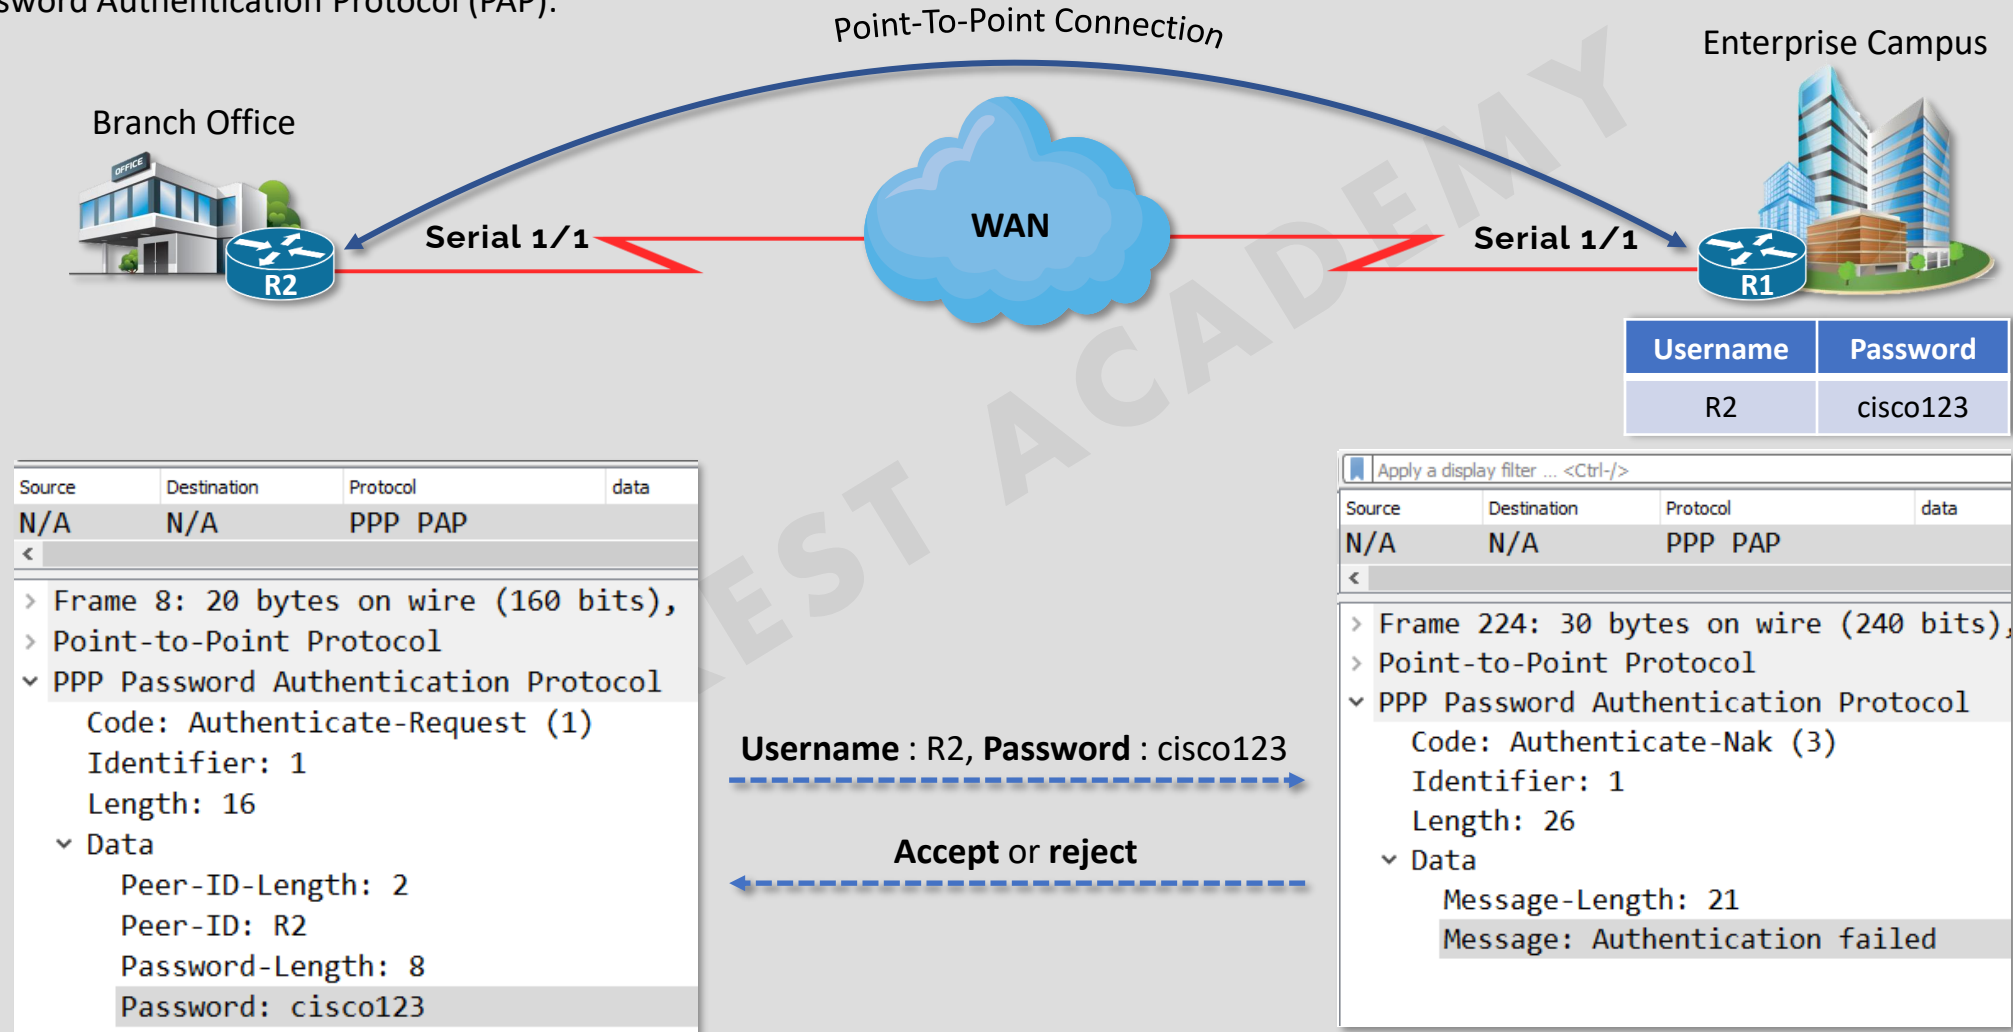 sword Authentication Protocol (PAP).
Point-To-Point Connection
Enterprise Campus
Branch Office
OFFICE
Serial 1/1
WAN
Serial 1/1
R2
R1
Username Password
R2 cisco123
Source Destination Protocol data
N/A N/A PPP PAP
Frame 8: 20 bytes on wire (160 bits),
Point-to-Point Protocol
PPP Password Authentication Protocol
Code: Authenticate-Request (1)
Identifier: 1
Length: 16
Data
Peer-ID-Length: 2
Peer-ID: R2
Password-Length: 8
Password: cisco123
Username : R2, Password : cisco123
Accept or reject
Apply a display filter ... <Ctrl-/>
Source Destination Protocol data
N/A N/A PPP PAP
Frame 224: 30 bytes on wire (240 bits),
Point-to-Point Protocol
PPP Password Authentication Protocol
Code: Authenticate-Nak (3)
Identifier: 1
Length: 26
Data
Message-Length: 21
Message: Authentication failed
EST ACADEMY